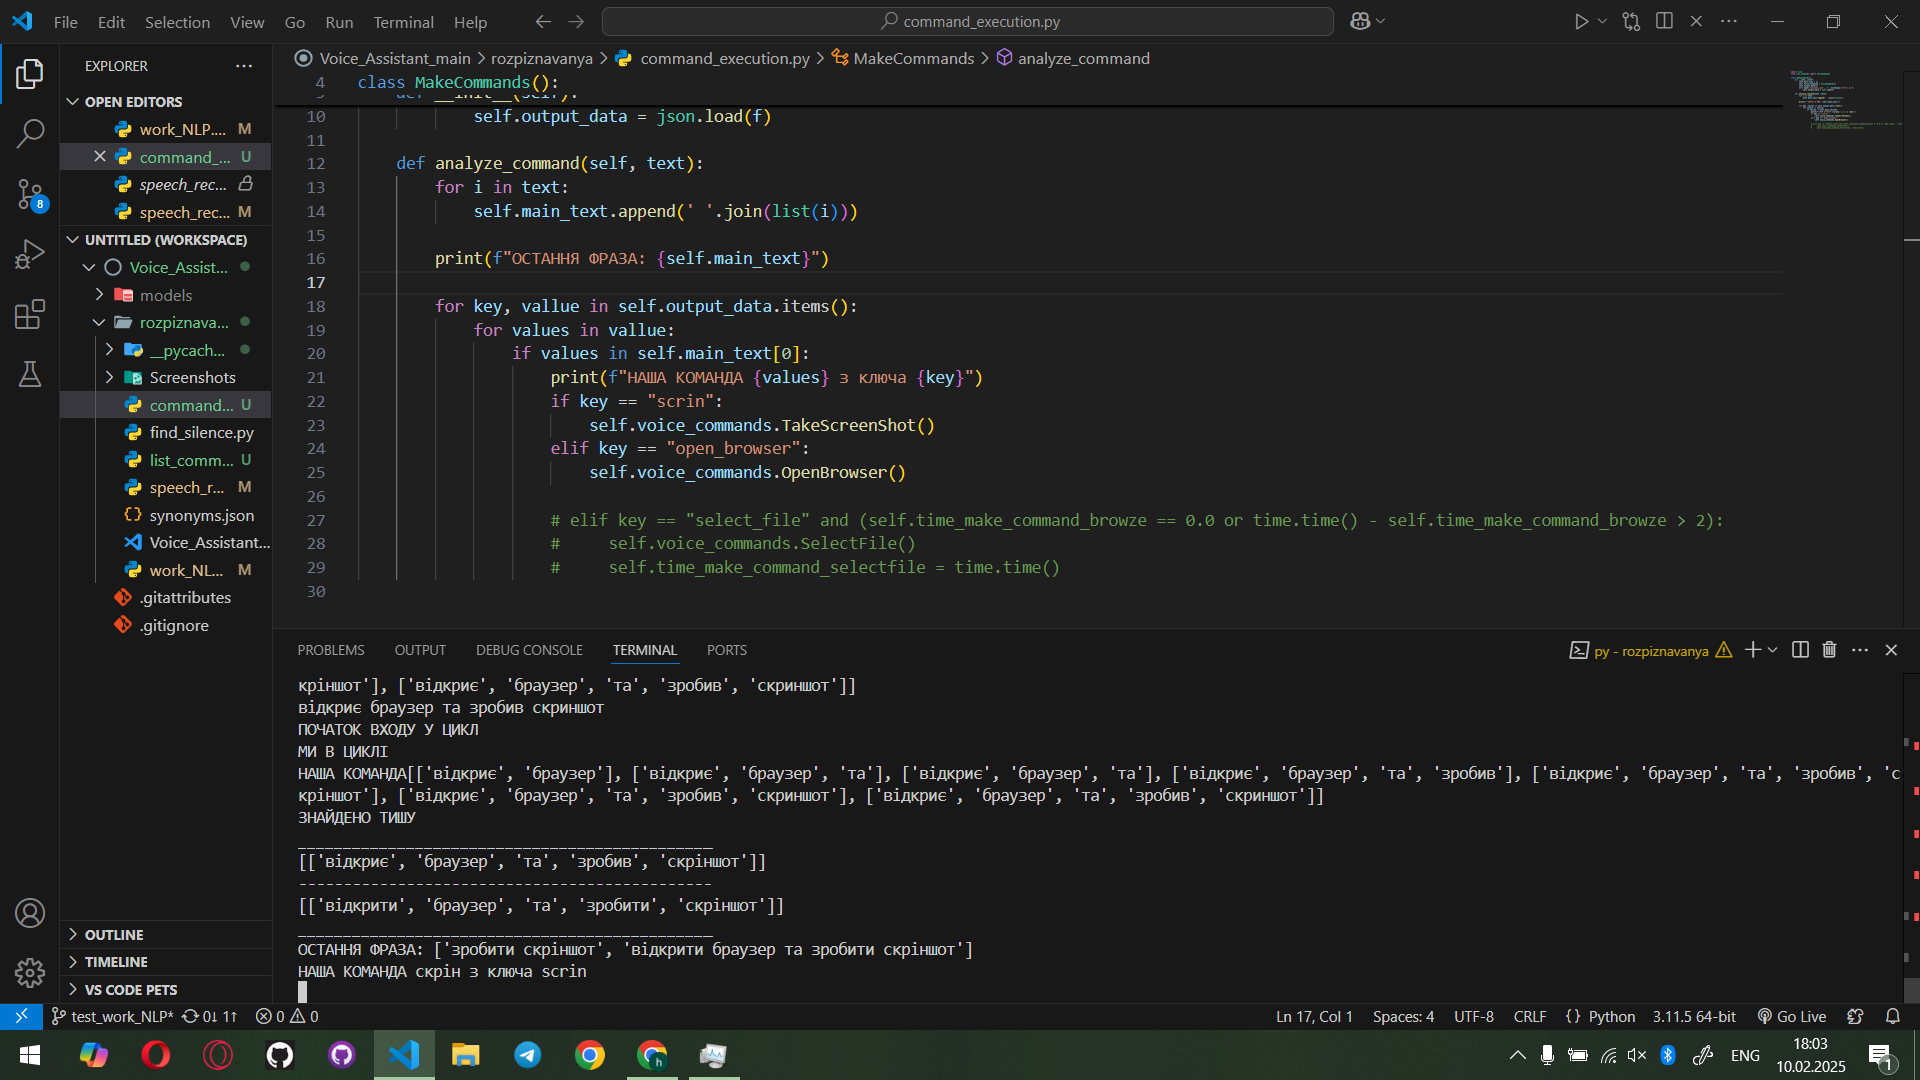 File Edit Selection View Go Run Terminal Help
command_execution.py
EXPLORER
OPEN EDITORS
work_NLP.... M
command_... U
speech_rec...
speech_rec... M
UNTITLED (WORKSPACE)
Voice_Assist...
models
rozpiznava...
__pycach...
Screenshots
command... U
find_silence.py
list_comm... U
speech_r... M
synonyms.json
Voice_Assistant...
work_NL... M
.gitattributes
.gitignore
OUTLINE
TIMELINE
VS CODE PETS
8
Voice_Assistant_main > rozpiznavanya > command_execution.py > MakeCommands > analyze_command
4 class MakeCommands():
9 def __init__(self):
10 self.output_data = json.load(f)
11
12 def analyze_command(self, text):
13 for i in text:
14 self.main_text.append(' '.join(list(i)))
15
16 print(f"ОСТАННЯ ФРАЗА: {self.main_text}")
17
18 for key, vallue in self.output_data.items():
19 for values in vallue:
20 if values in self.main_text[0]:
21 print(f"НАША КОМАНДА {values} з ключа {key}")
22 if key == "scrin":
23 self.voice_commands.TakeScreenShot()
24 elif key == "open_browser":
25 self.voice_commands.OpenBrowser()
26
27 # elif key == "select_file" and (self.time_make_command_browze == 0.0 or time.time() - self.time_make_command_browze > 2):
28 # self.voice_commands.SelectFile()
29 # self.time_make_command_selectfile = time.time()
30
PROBLEMS OUTPUT DEBUG CONSOLE TERMINAL PORTS
py - rozpiznavanya
кріншот'], ['відкриє', 'браузер', 'та', 'зробив', 'скриншот']]
відкриє браузер та зробив скриншот
ПОЧАТОК ВХОДУ У ЦИКЛ
МИ В ЦИКЛІ
НАША КОМАНДА[['відкриє', 'браузер'], ['відкриє', 'браузер', 'та'], ['відкриє', 'браузер', 'та'], ['відкриє', 'браузер', 'та', 'зробив'], ['відкриє', 'браузер', 'та', 'зробив', 'с
кріншот'], ['відкриє', 'браузер', 'та', 'зробив', 'скриншот'], ['відкриє', 'браузер', 'та', 'зробив', 'скриншот']]
ЗНАЙДЕНО ТИШУ
______________________________________________
[['відкриє', 'браузер', 'та', 'зробив', 'скріншот']]
----------------------------------------------
[['відкрити', 'браузер', 'та', 'зробити', 'скріншот']]
______________________________________________
ОСТАННЯ ФРАЗА: ['зробити скріншот', 'відкрити браузер та зробити скріншот']
НАША КОМАНДА скрін з ключа scrin
test_work_NLP* 0↓ 1↑ 0 0
Ln 17, Col 1 Spaces: 4 UTF-8 CRLF {} Python 3.11.5 64-bit Go Live
ENG
18:03
10.02.2025
1